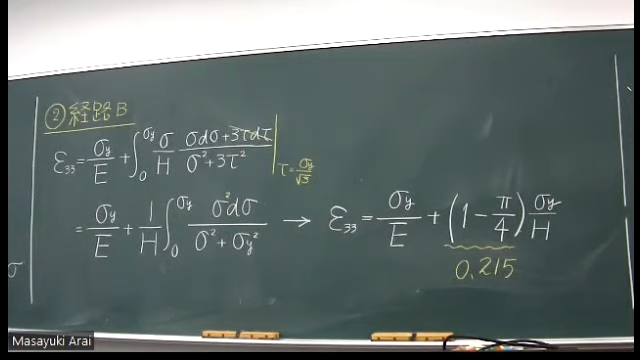 ② 経路B
ε₃₃ = σy/E + ∫₀^σy σ/H (σdσ + 3τdτ)/(σ² + 3τ²) | τ = σy/√3
= σy/E + 1/H ∫₀^σy σ²dσ/(σ² + σy²) → ε₃₃ = σy/E + (1 − π/4) σy/H
0.215
σ
Masayuki Arai